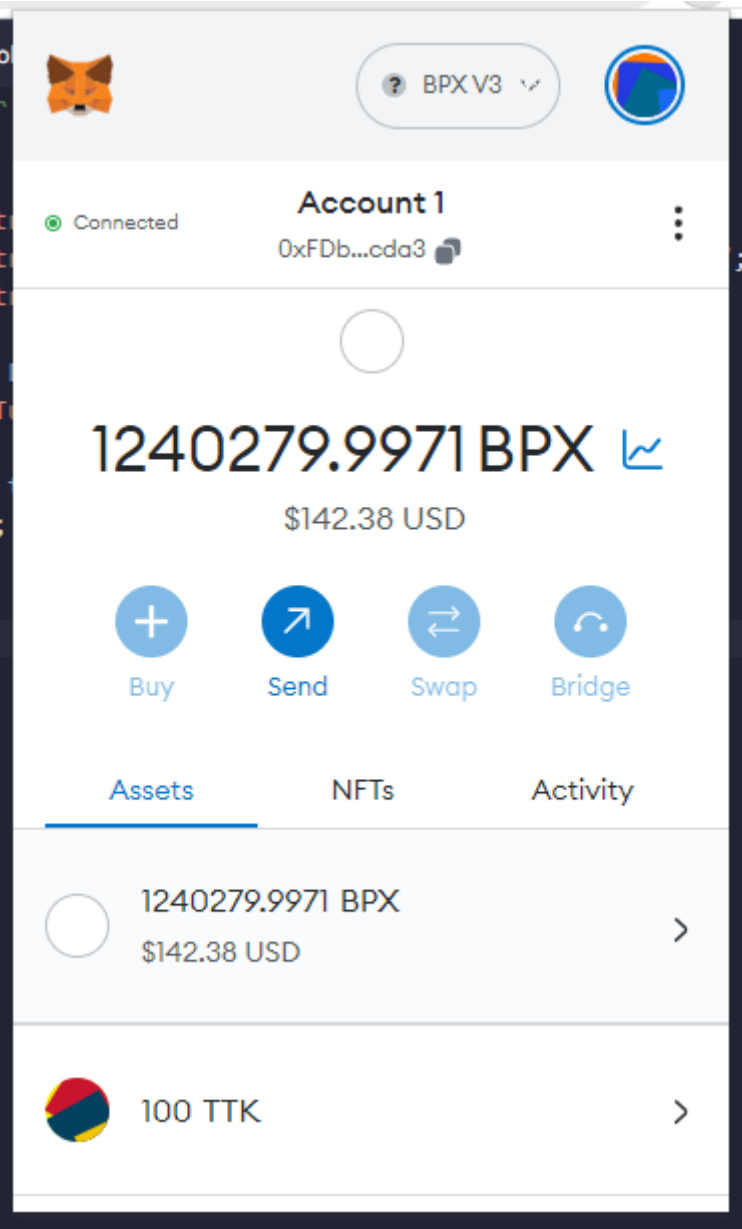 ? BPX V3
Connected
Account 1
0xFDb...cda3
1240279.9971 BPX
$142.38 USD
Buy
Send
Swap
Bridge
Assets
NFTs
Activity
1240279.9971 BPX
$142.38 USD
100 TTK